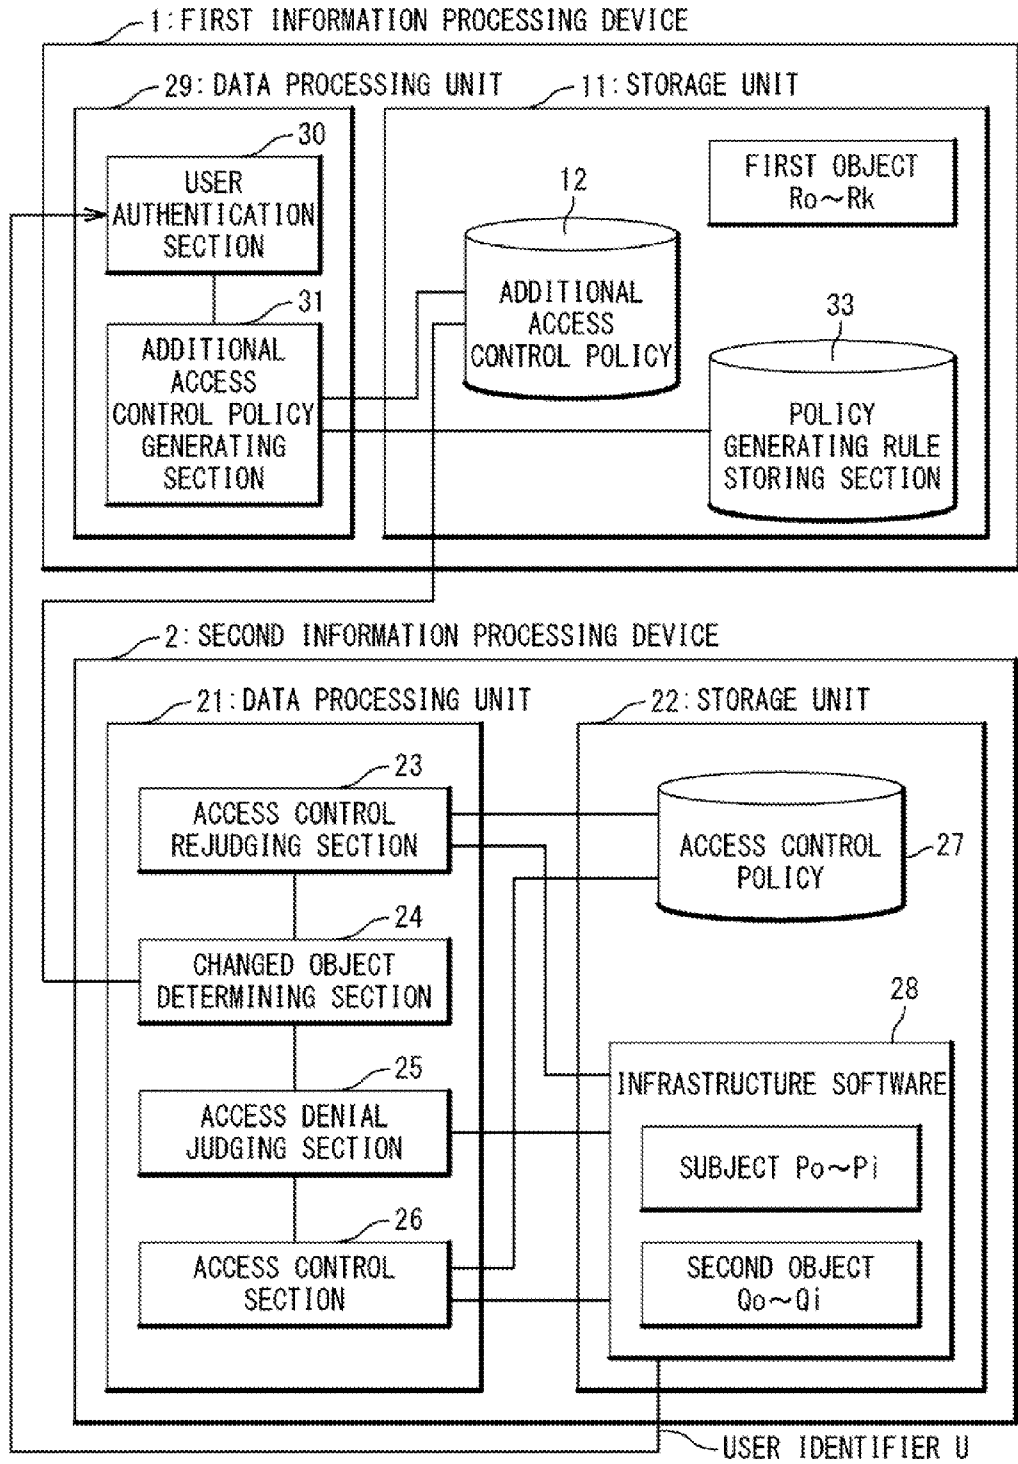 1:FIRST INFORMATION PROCESSING DEVICE
29:DATA PROCESSING UNIT
11:STORAGE UNIT
30
USER
AUTHENTICATION
SECTION
31
ADDITIONAL
ACCESS
CONTROL POLICY
GENERATING
SECTION
12
ADDITIONAL
ACCESS
CONTROL POLICY
FIRST OBJECT
Ro～Rk
33
POLICY
GENERATING RULE
STORING SECTION
2:SECOND INFORMATION PROCESSING DEVICE
21:DATA PROCESSING UNIT
22:STORAGE UNIT
23
ACCESS CONTROL
REJUDGING SECTION
24
CHANGED OBJECT
DETERMINING SECTION
25
ACCESS DENIAL
JUDGING SECTION
26
ACCESS CONTROL
SECTION
ACCESS CONTROL
POLICY
27
28
INFRASTRUCTURE SOFTWARE
SUBJECT Po～Pi
SECOND OBJECT
Qo～Qi
USER IDENTIFIER U